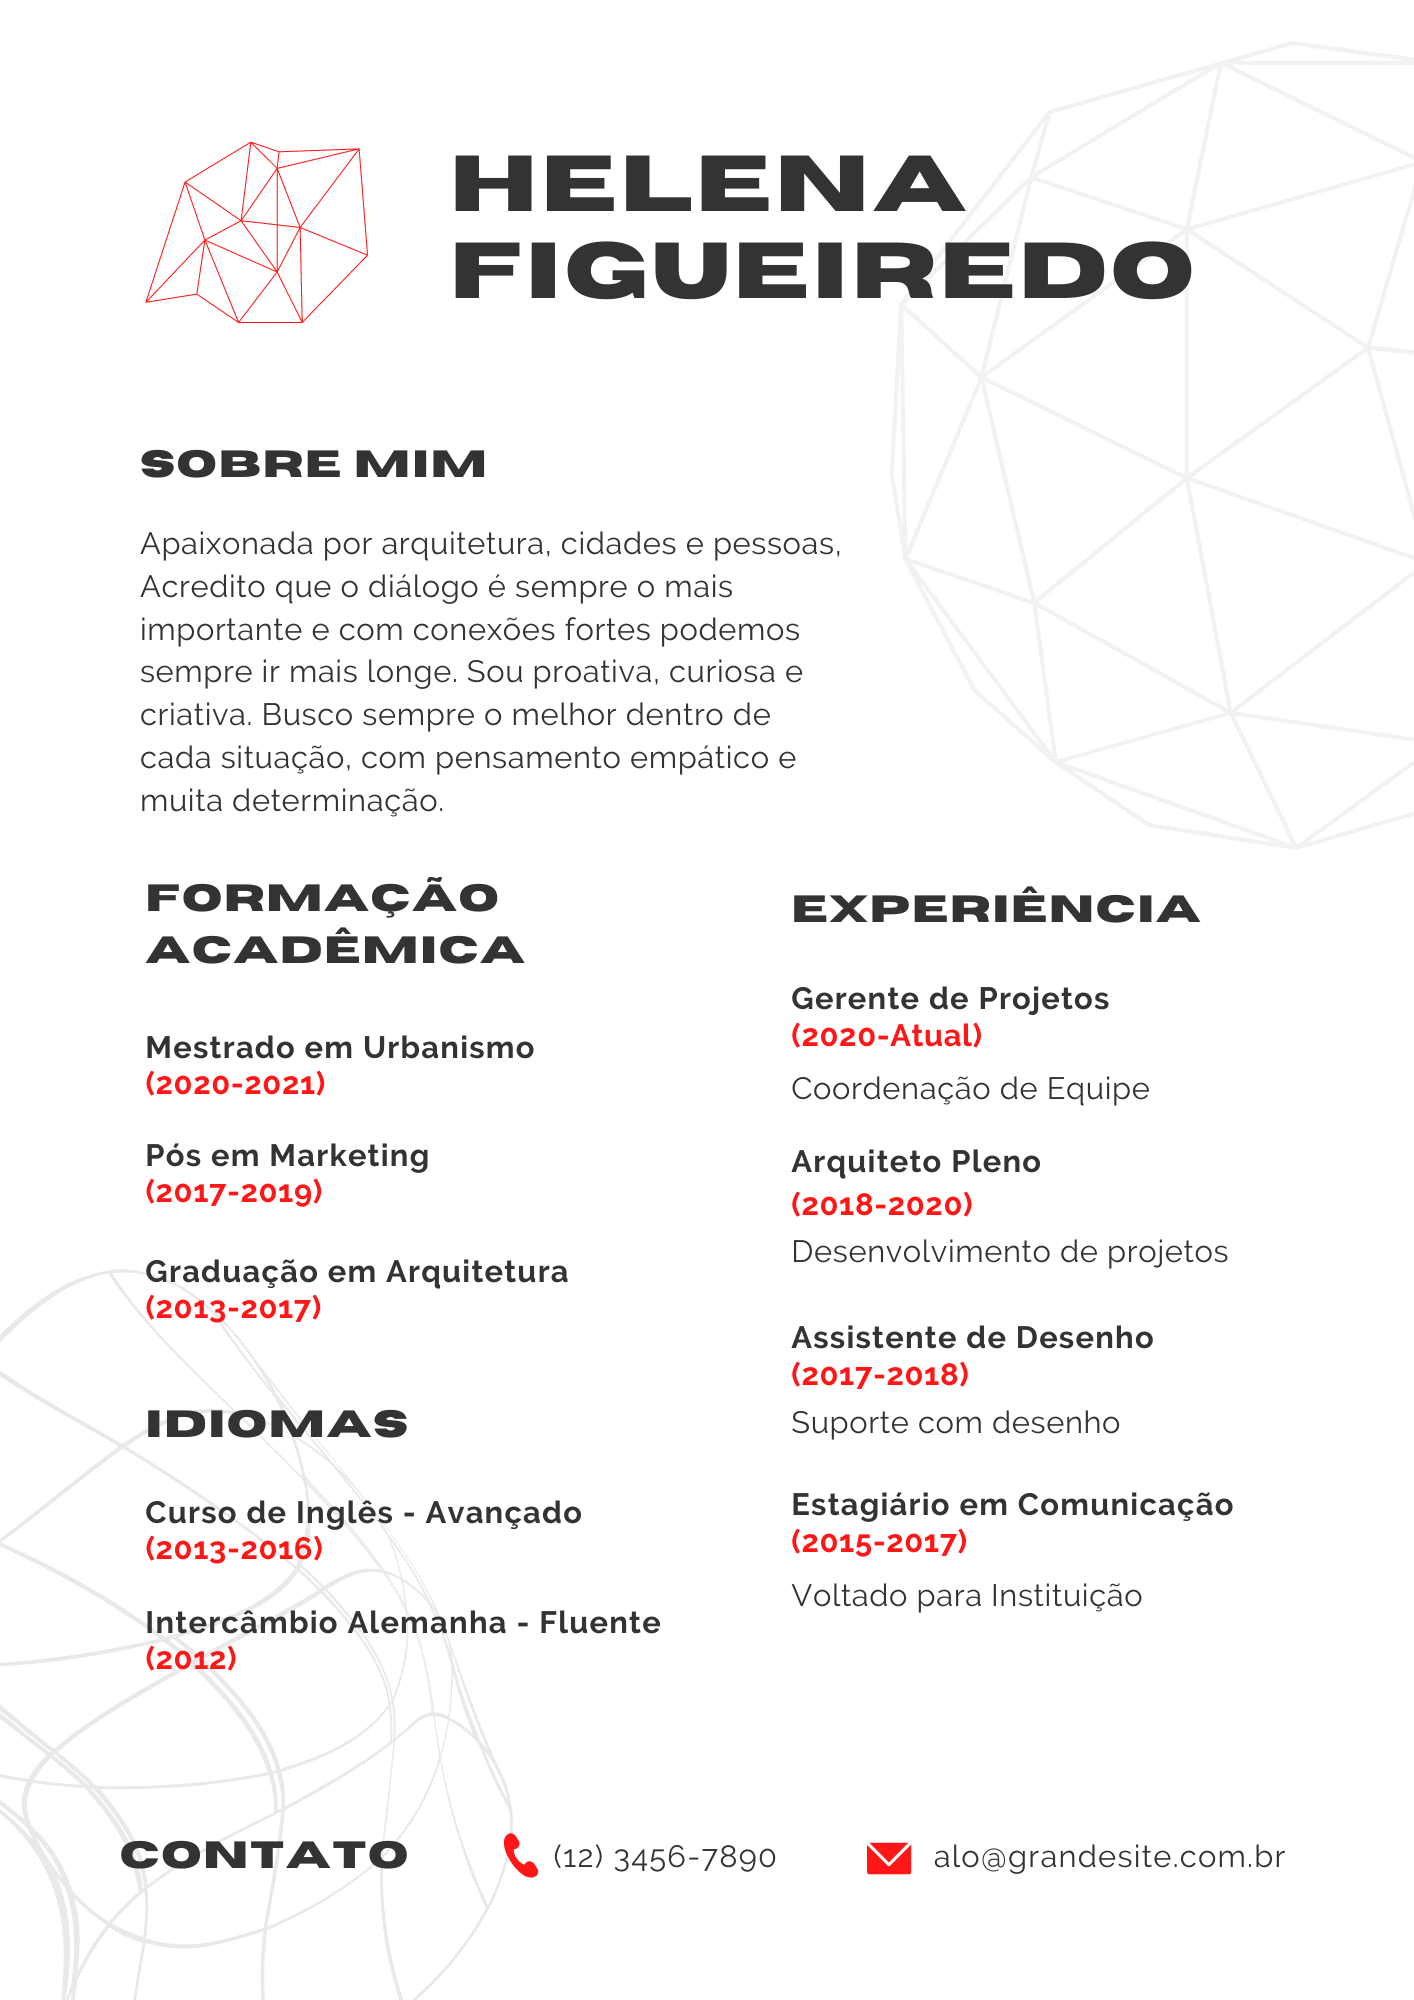 HELENA
FIGUEIREDO
SOBRE MIM
Apaixonada por arquitetura, cidades e pessoas,
Acredito que o diálogo é sempre o mais
importante e com conexões fortes podemos
sempre ir mais longe. Sou proativa, curiosa e
criativa. Busco sempre o melhor dentro de
cada situação, com pensamento empático e
muita determinação.
FORMAÇÃO
ACADÊMICA
Mestrado em Urbanismo
(2020-2021)
Pós em Marketing
(2017-2019)
Graduação em Arquitetura
(2013-2017)
IDIOMAS
Curso de Inglês - Avançado
(2013-2016)
Intercâmbio Alemanha - Fluente
(2012)
EXPERIÊNCIA
Gerente de Projetos
(2020-Atual)
Coordenação de Equipe
Arquiteto Pleno
(2018-2020)
Desenvolvimento de projetos
Assistente de Desenho
(2017-2018)
Suporte com desenho
Estagiário em Comunicação
(2015-2017)
Voltado para Instituição
CONTATO
(12) 3456-7890
alo@grandesite.com.br